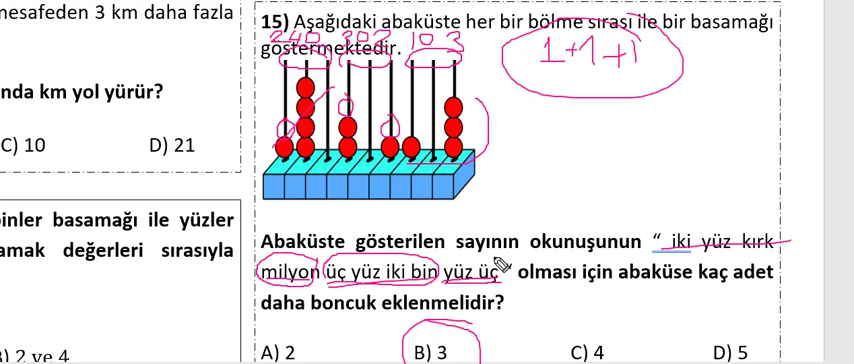 mesafeden 3 km daha fazla
nda km yol yürür?
C) 10 D) 21
inler basamağı ile yüzler
amak değerleri sırasıyla
B) 2 ve 4
15) Aşağıdaki abaküste her bir bölme sırası ile bir basamağı
göstermektedir.
240 302 103
1+1+1
Abaküste gösterilen sayının okunuşunun “ iki yüz kırk
milyon üç yüz iki bin yüz üç olması için abaküse kaç adet
daha boncuk eklenmelidir?
A) 2 B) 3 C) 4 D) 5